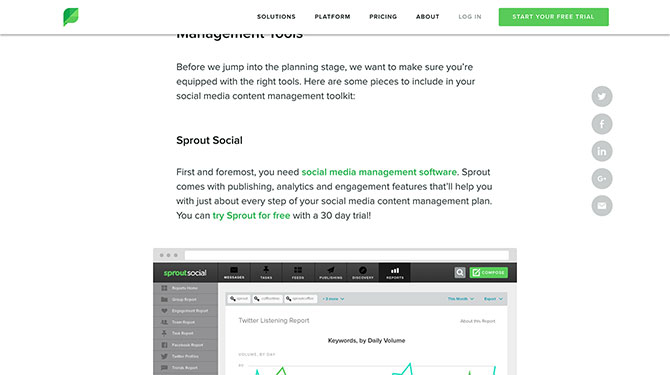 SOLUTIONS PLATFORM PRICING ABOUT LOG IN START YOUR FREE TRIAL
Management Tools
Before we jump into the planning stage, we want to make sure you're
equipped with the right tools. Here are some pieces to include in your
social media content management toolkit:
Sprout Social
First and foremost, you need social media management software. Sprout
comes with publishing, analytics and engagement features that'll help you
with just about every step of your social media content management plan.
You can try Sprout for free with a 30 day trial!
sproutsocial MESSAGES TASKS FEEDS PUBLISHING DISCOVERY REPORTS COMPOSE
Reports Home
Group Report
Engagement Report
Team Report
Task Report
Facebook Report
Twitter Profiles
Trends Report
This Month Export
Twitter Listening Report About this Report
Keywords, by Daily Volume
VOLUME, BY DAY